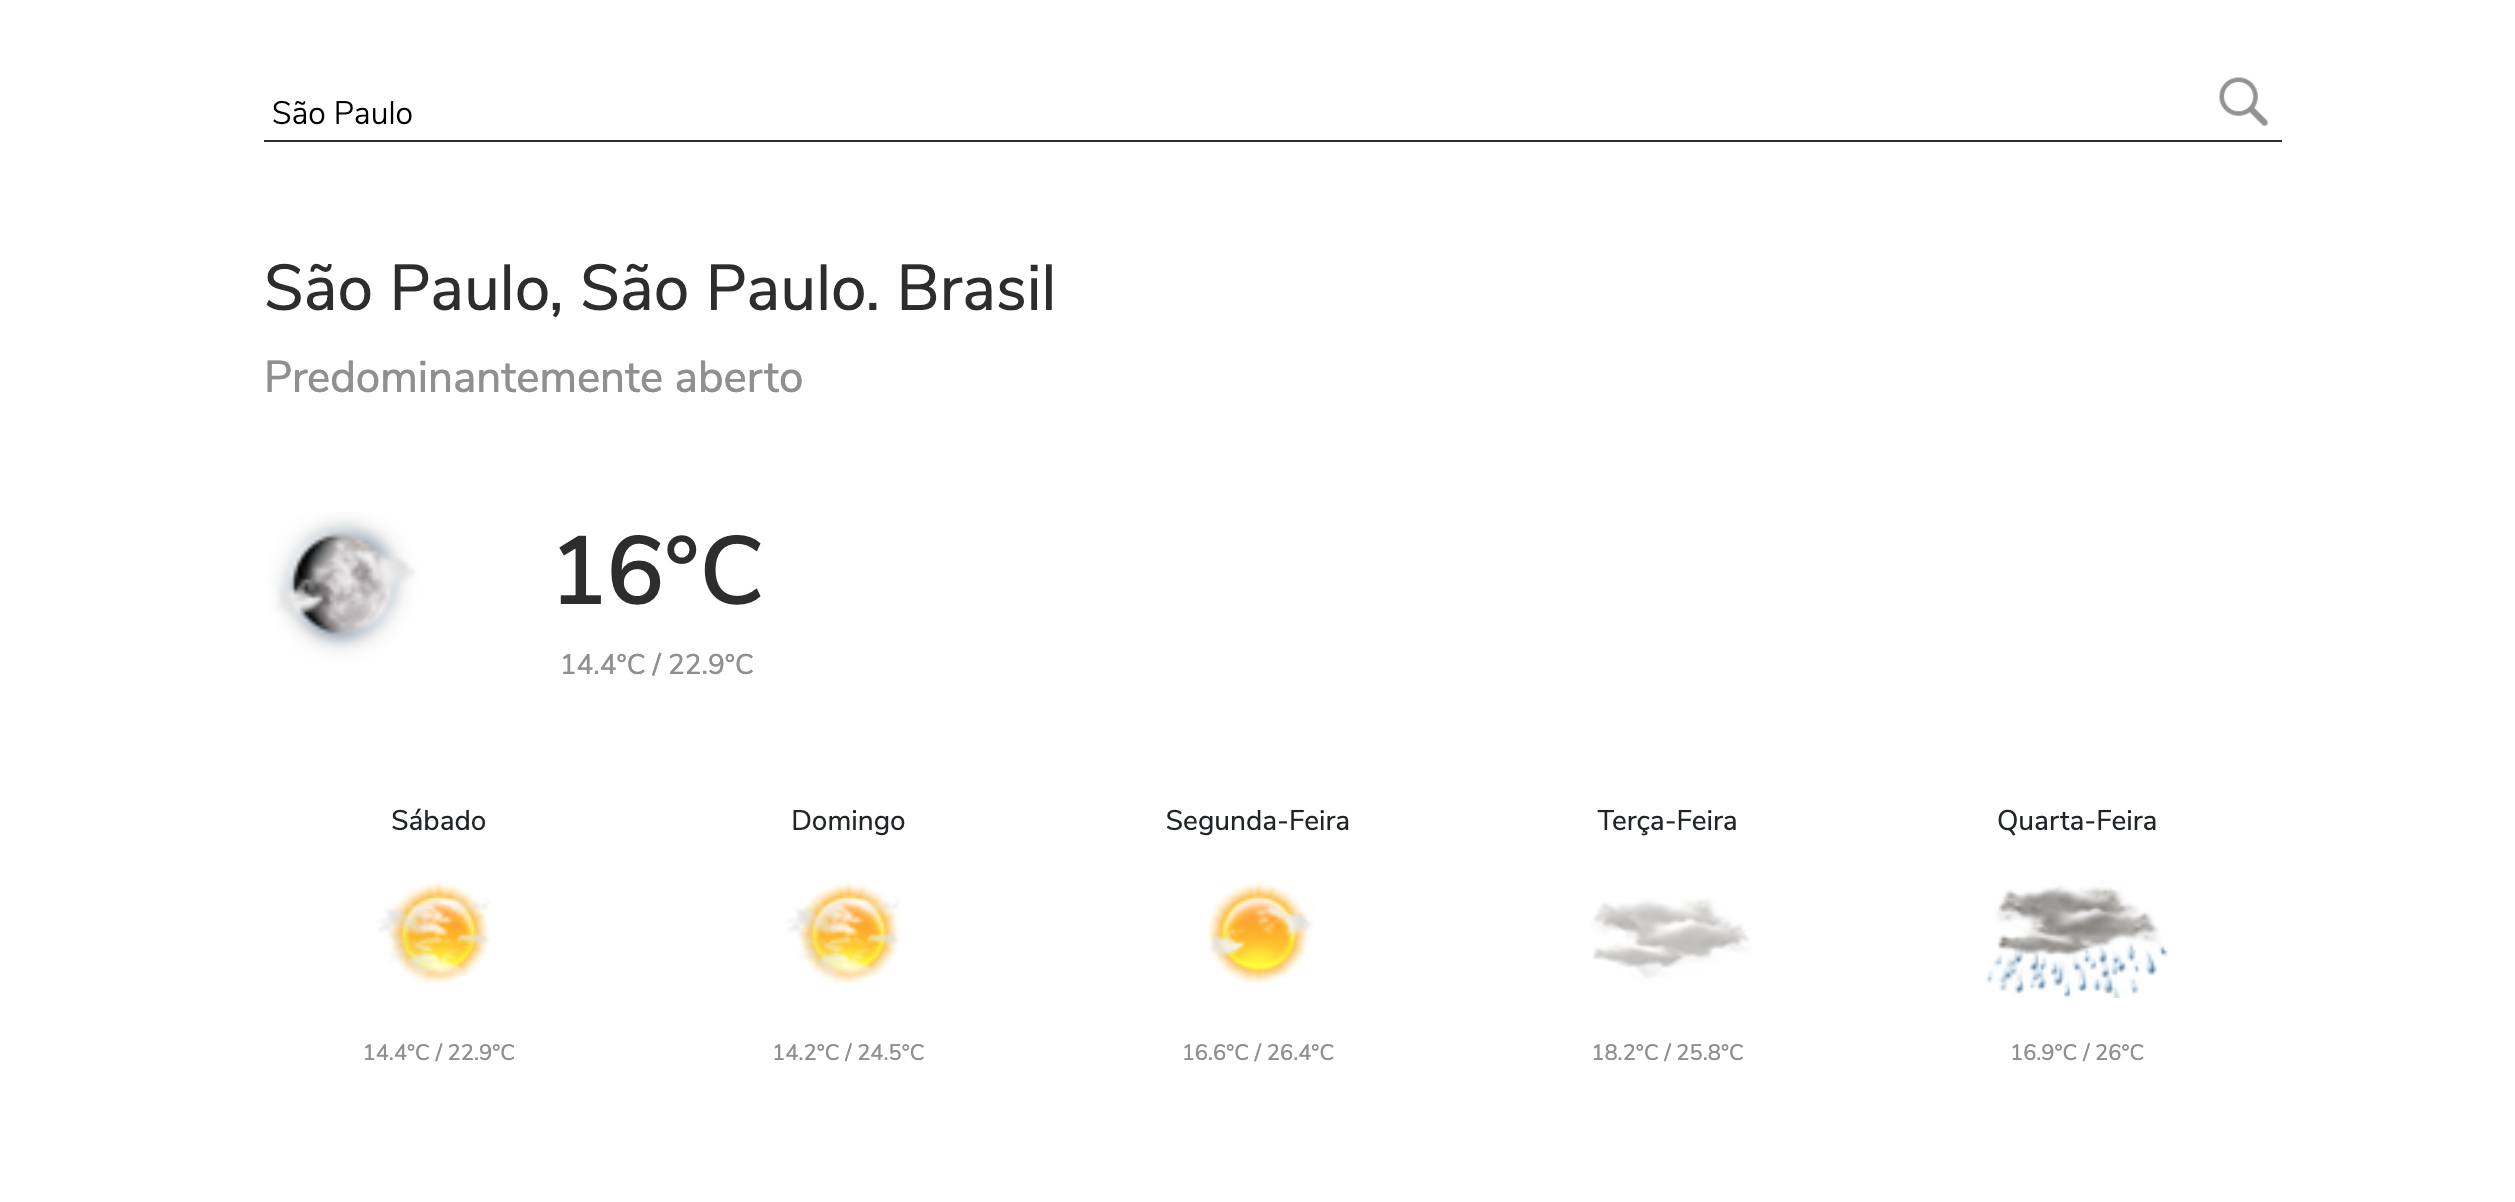 São Paulo
São Paulo, São Paulo. Brasil
Predominantemente aberto
16°C
14.4°C / 22.9°C
Sábado
Domingo
Segunda-Feira
Terça-Feira
Quarta-Feira
14.4°C / 22.9°C
14.2°C / 24.5°C
16.6°C / 26.4°C
18.2°C / 25.8°C
16.9°C / 26°C